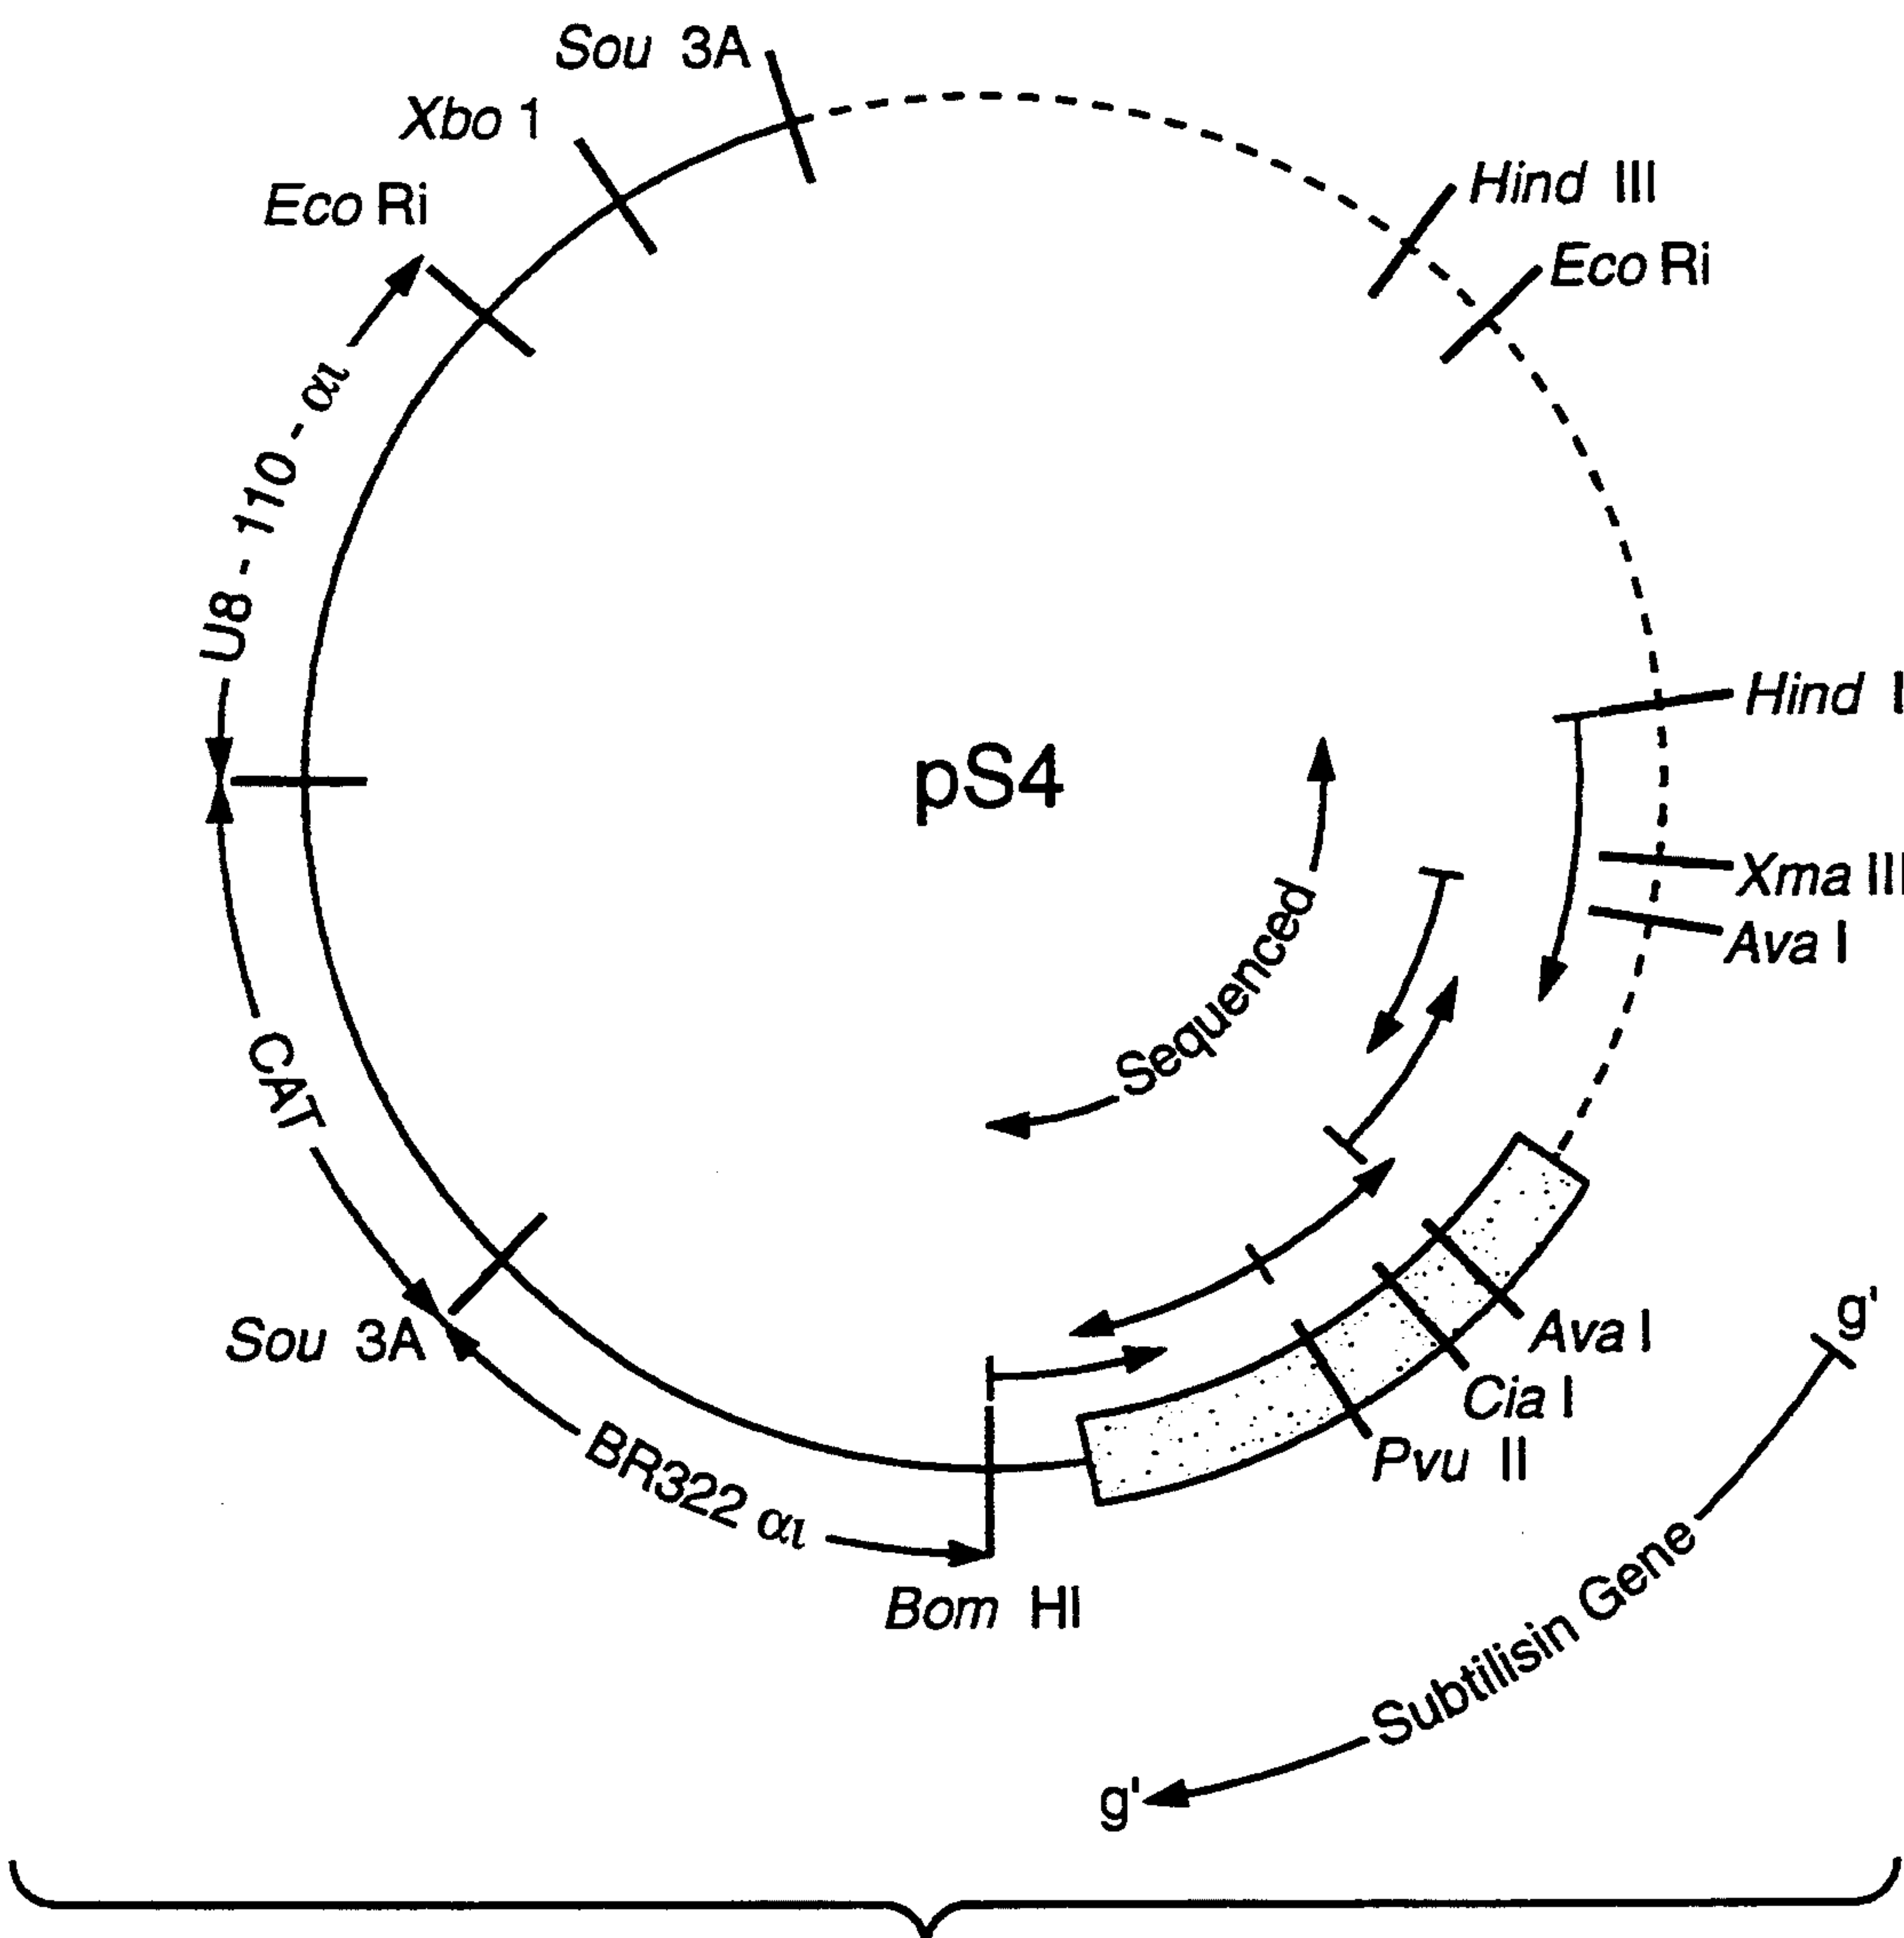 Sou 3A
Xbo 1
Eco Ri
Hind III
Eco Ri
U8 - 110 - αι
pS4
Hind
Xma III
Ava I
Sequenced
CAT
Sou 3A
BR322 αι
Bom HI
Ava I
Cia I
Pvu II
g'
Subtilisin Gene
g'